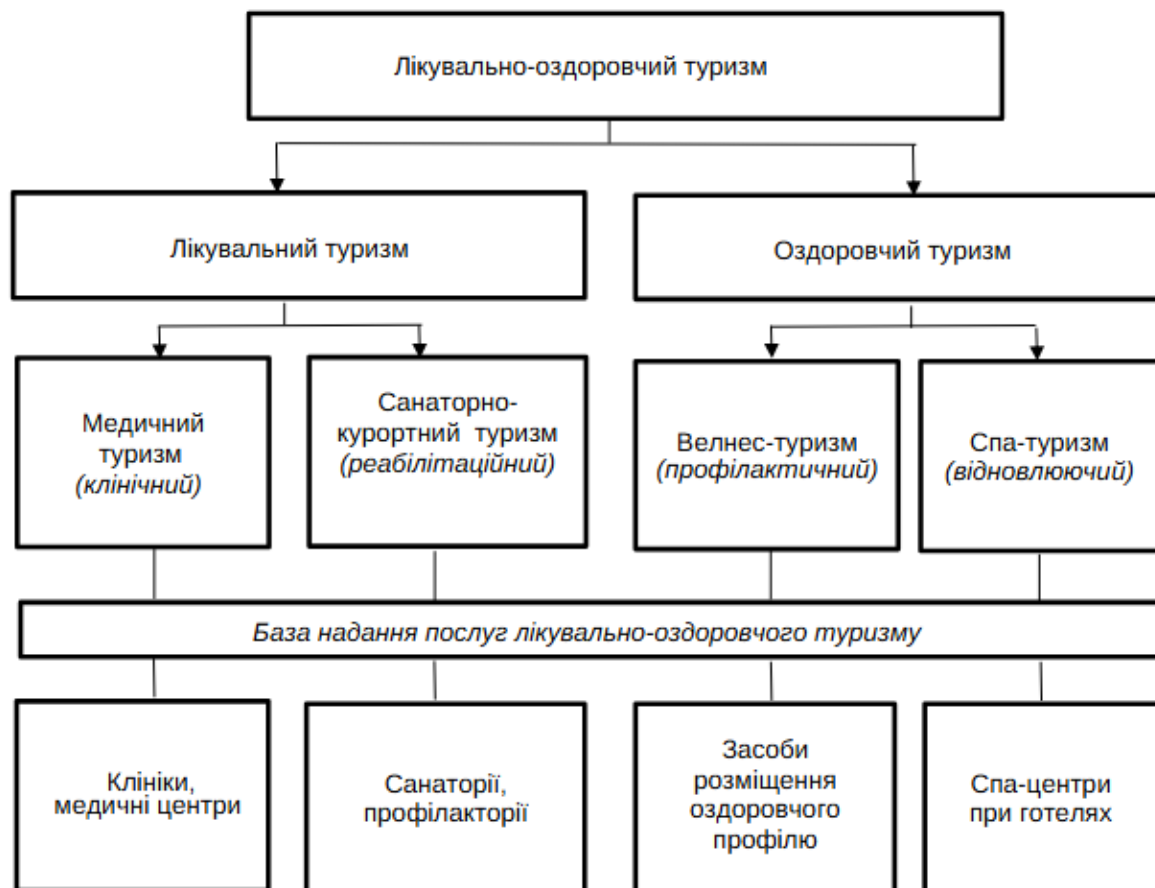 Лікувально-оздоровчий туризм
Лікувальний туризм
Оздоровчий туризм
Медичний
туризм
(клінічний)
Санаторно-
курортний туризм
(реабілітаційний)
Велнес-туризм
(профілактичний)
Спа-туризм
(відновлюючий)
База надання послуг лікувально-оздоровчого туризму
Клініки,
медичні центри
Санаторії,
профілакторії
Засоби
розміщення
оздоровчого
профілю
Спа-центри
при готелях